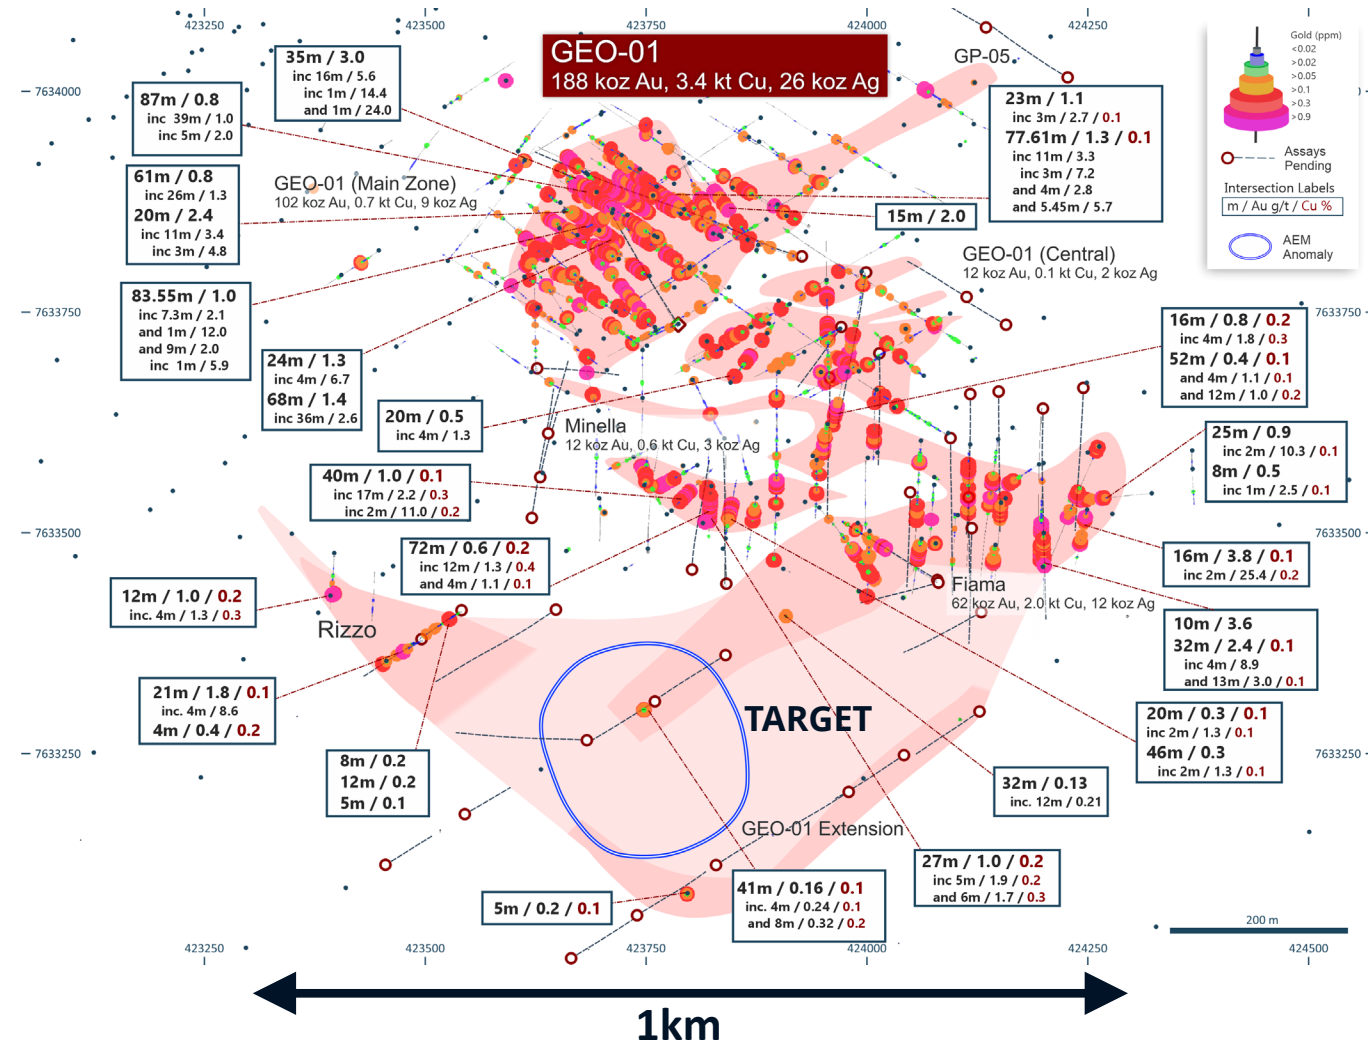 423250
423500
423750
424000
424250
GEO-01
188 koz Au, 3.4 kt Cu, 26 koz Ag
GP-05
Gold (ppm)
<0.02
>0.02
>0.05
>0.1
>0.3
>0.9
Assays
Pending
Intersection Labels
m / Au g/t / Cu %
AEM
Anomaly
7634000
7633750
7633500
7633250
35m / 3.0
inc 16m / 5.6
inc 1m / 14.4
and 1m / 24.0
87m / 0.8
inc 39m / 1.0
inc 5m / 2.0
61m / 0.8
inc 26m / 1.3
20m / 2.4
inc 11m / 3.4
inc 3m / 4.8
GEO-01 (Main Zone)
102 koz Au, 0.7 kt Cu, 9 koz Ag
23m / 1.1
inc 3m / 2.7 / 0.1
77.61m / 1.3 / 0.1
inc 11m / 3.3
inc 3m / 7.2
and 4m / 2.8
and 5.45m / 5.7
15m / 2.0
GEO-01 (Central)
12 koz Au, 0.1 kt Cu, 2 koz Ag
83.55m / 1.0
inc 7.3m / 2.1
and 1m / 12.0
and 9m / 2.0
inc 1m / 5.9
24m / 1.3
inc 4m / 6.7
68m / 1.4
inc 36m / 2.6
7633750
16m / 0.8 / 0.2
inc 4m / 1.8 / 0.3
52m / 0.4 / 0.1
and 4m / 1.1 / 0.1
and 12m / 1.0 / 0.2
20m / 0.5
inc 4m / 1.3
Minella
12 koz Au, 0.6 kt Cu, 3 koz Ag
25m / 0.9
inc 2m / 10.3 / 0.1
8m / 0.5
inc 1m / 2.5 / 0.1
40m / 1.0 / 0.1
inc 17m / 2.2 / 0.3
inc 2m / 11.0 / 0.2
7633500
72m / 0.6 / 0.2
inc 12m / 1.3 / 0.4
and 4m / 1.1 / 0.1
16m / 3.8 / 0.1
inc 2m / 25.4 / 0.2
Fiama
62 koz Au, 2.0 kt Cu, 12 koz Ag
12m / 1.0 / 0.2
inc. 4m / 1.3 / 0.3
Rizzo
10m / 3.6
32m / 2.4 / 0.1
inc 4m / 8.9
and 13m / 3.0 / 0.1
21m / 1.8 / 0.1
inc. 4m / 8.6
4m / 0.4 / 0.2
TARGET
20m / 0.3 / 0.1
inc 2m / 1.3 / 0.1
46m / 0.3
inc 2m / 1.3 / 0.1
7633250
8m / 0.2
12m / 0.2
5m / 0.1
32m / 0.13
inc. 12m / 0.21
GEO-01 Extension
27m / 1.0 / 0.2
inc 5m / 1.9 / 0.2
and 6m / 1.7 / 0.3
41m / 0.16 / 0.1
inc. 4m / 0.24 / 0.1
and 8m / 0.32 / 0.2
5m / 0.2 / 0.1
200 m
423250
423500
423750
424000
424250
424500
1km